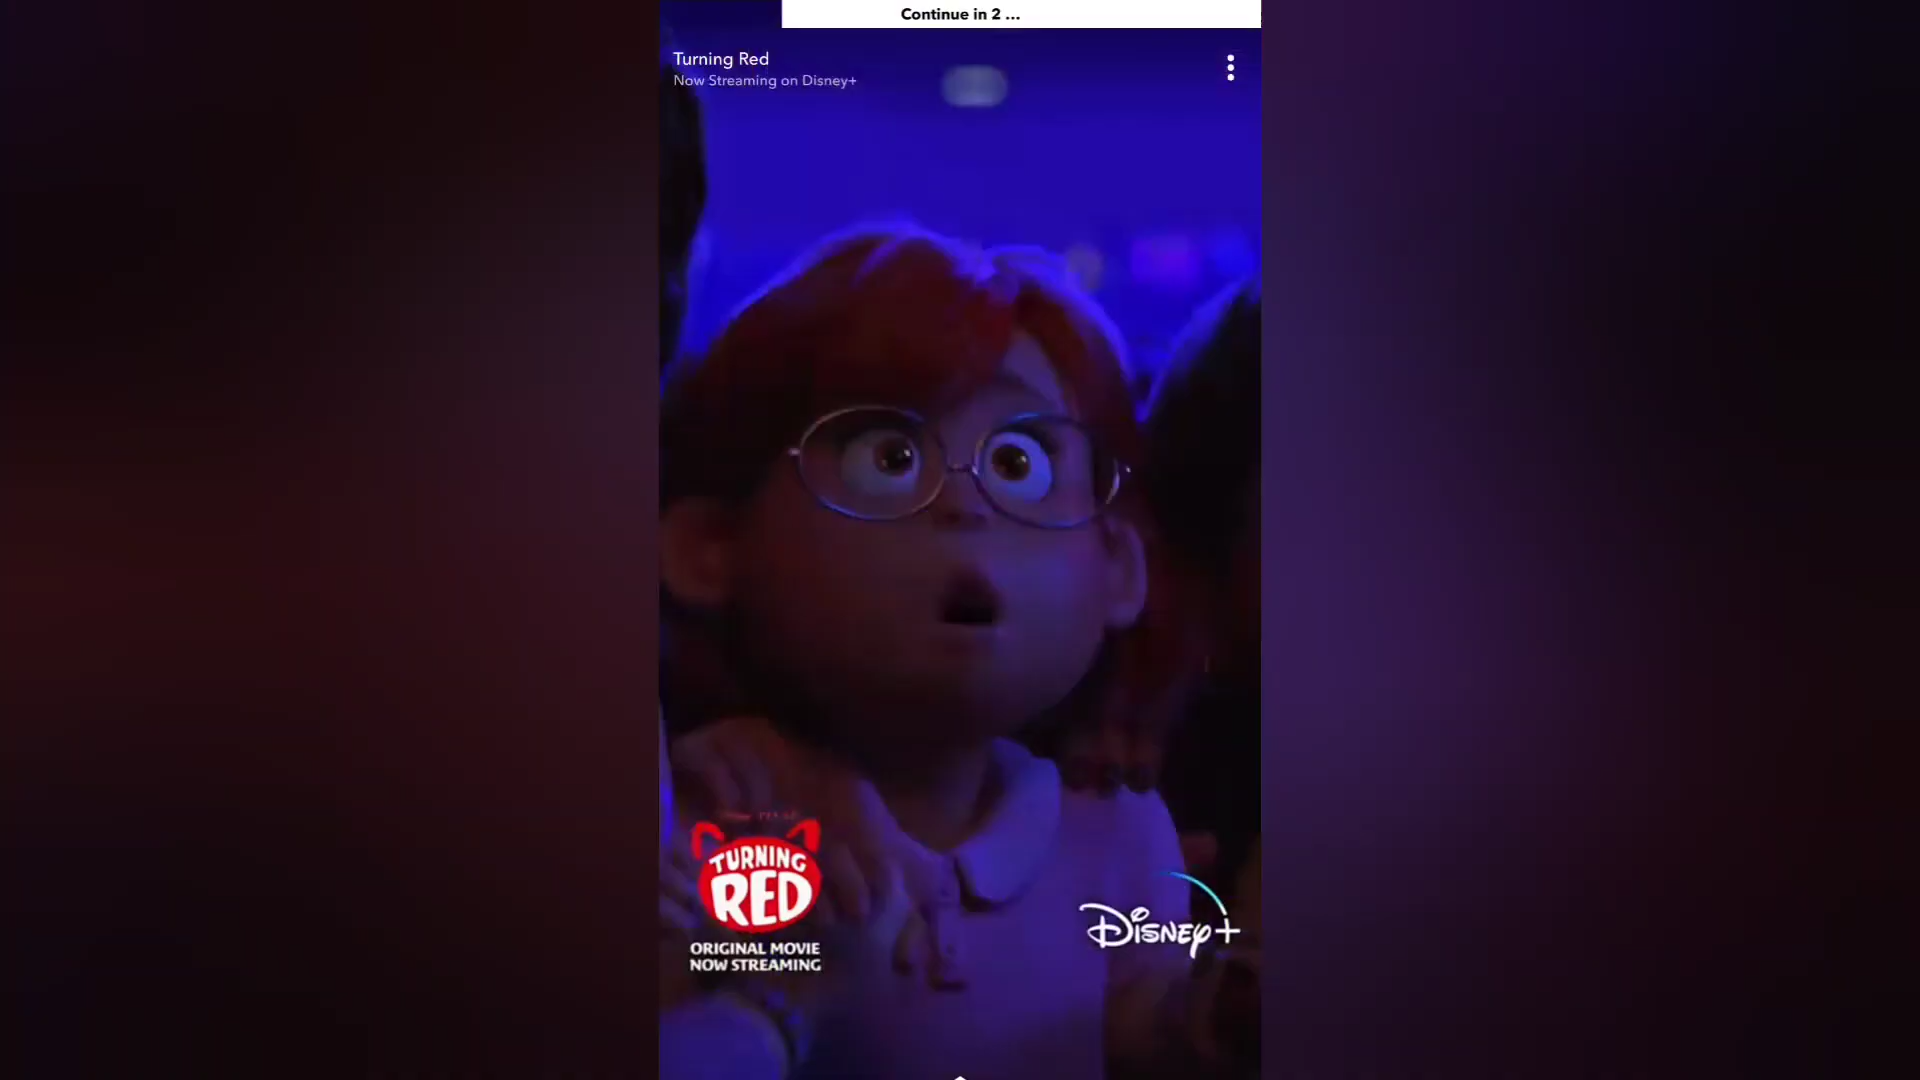 Continue in 2 ...
Turning Red
Now Streaming on Disney+
TURNING
RED
ORIGINAL MOVIE
NOW STREAMING
Disney+